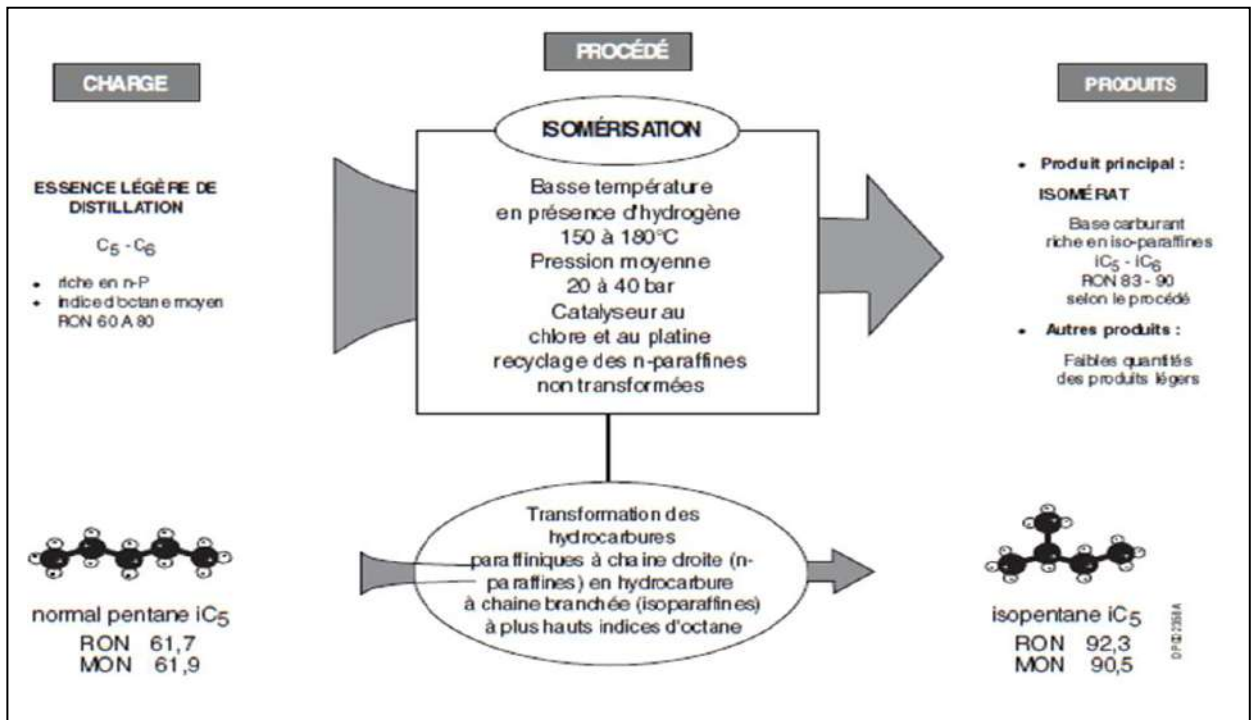 CHARGE
ESSENCE LÉGÈRE DE
DISTILLATION
C5 - C6
• riche en n-P
• indice d'octane moyen
RON 60 A 80
PROCÉDÉ
ISOMÉRISATION
Basse température
en présence d'hydrogène
150 à 180°C
Pression moyenne
20 à 40 bar
Catalyseur au
chlore et au platine
recyclage des n-paraffines
non transformées
PRODUITS
• Produit principal :
ISOMÉRAT
Base carburant
riche en iso-paraffines
iC5 - iC6
RON 83 - 90
selon le procédé
• Autres produits :
Faibles quantités
des produits légers
normal pentane iC5
RON 61,7
MON 61,9
Transformation des
hydrocarbures
paraffiniques à chaine droite (n-
paraffines) en hydrocarbure
à chaine branchée (isoparaffines)
à plus hauts indices d'octane
isopentane iC5
RON 92,3
MON 90,5